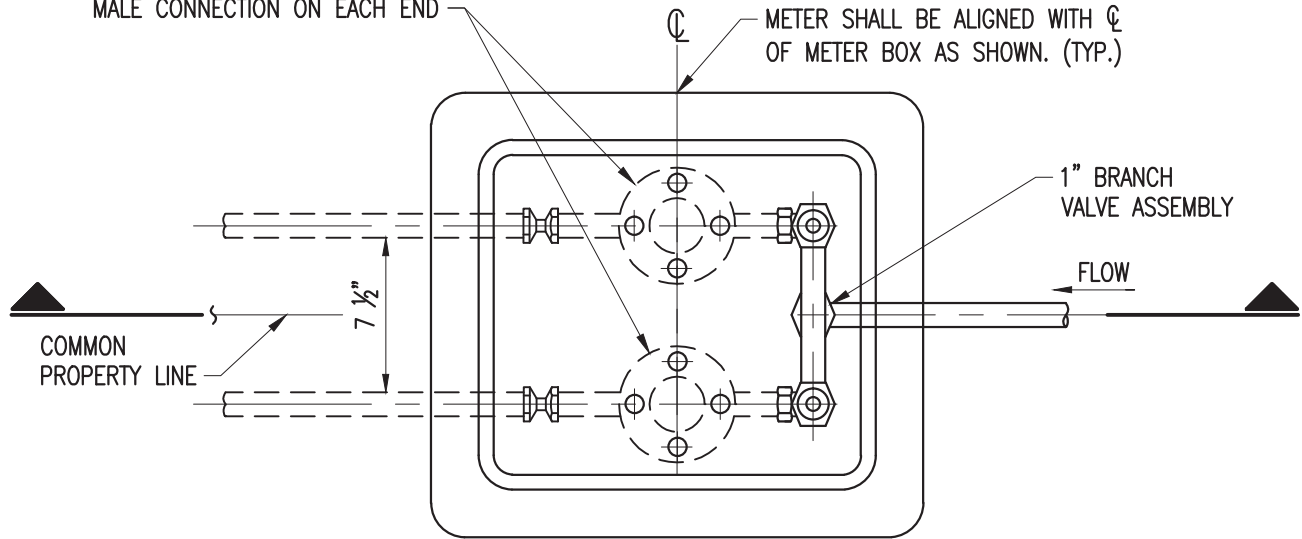 MALE CONNECTION ON EACH END
℄
METER SHALL BE ALIGNED WITH ℄
OF METER BOX AS SHOWN. (TYP.)
1" BRANCH
VALVE ASSEMBLY
FLOW
7 ½"
COMMON
PROPERTY LINE